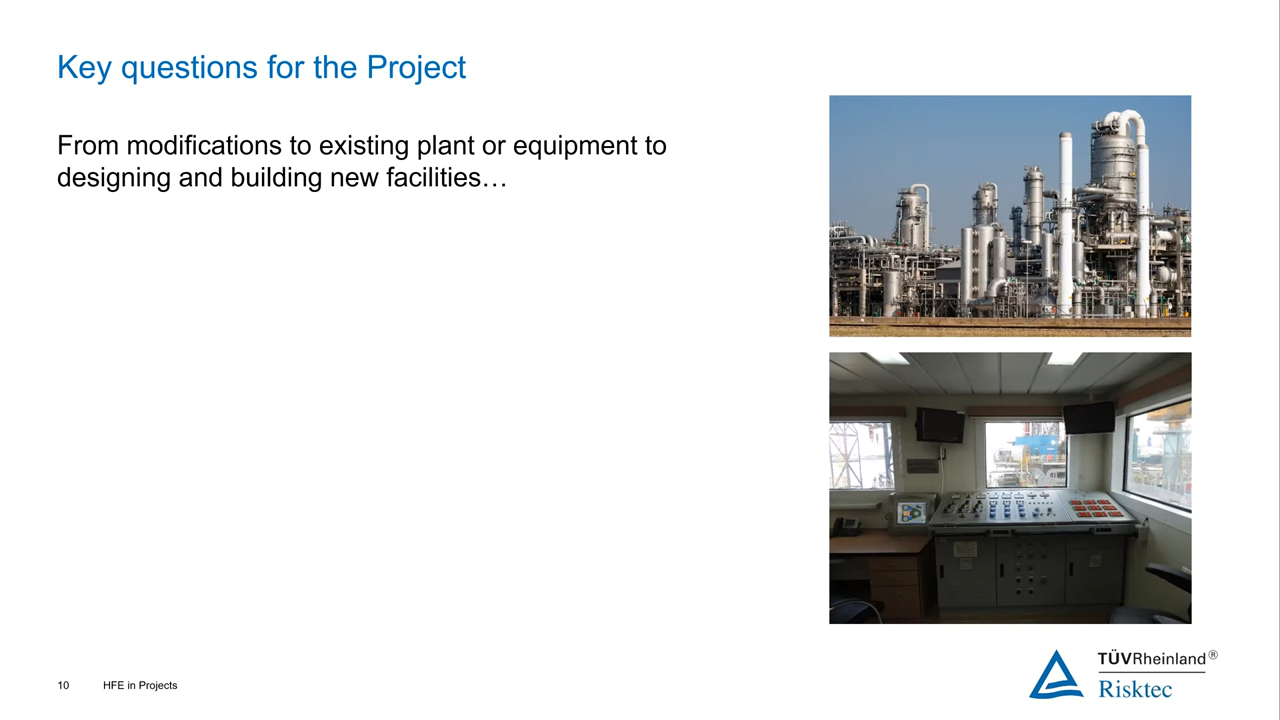 Key questions for the Project
From modifications to existing plant or equipment to
designing and building new facilities…
TÜVRheinland®
Risktec
10 HFE in Projects